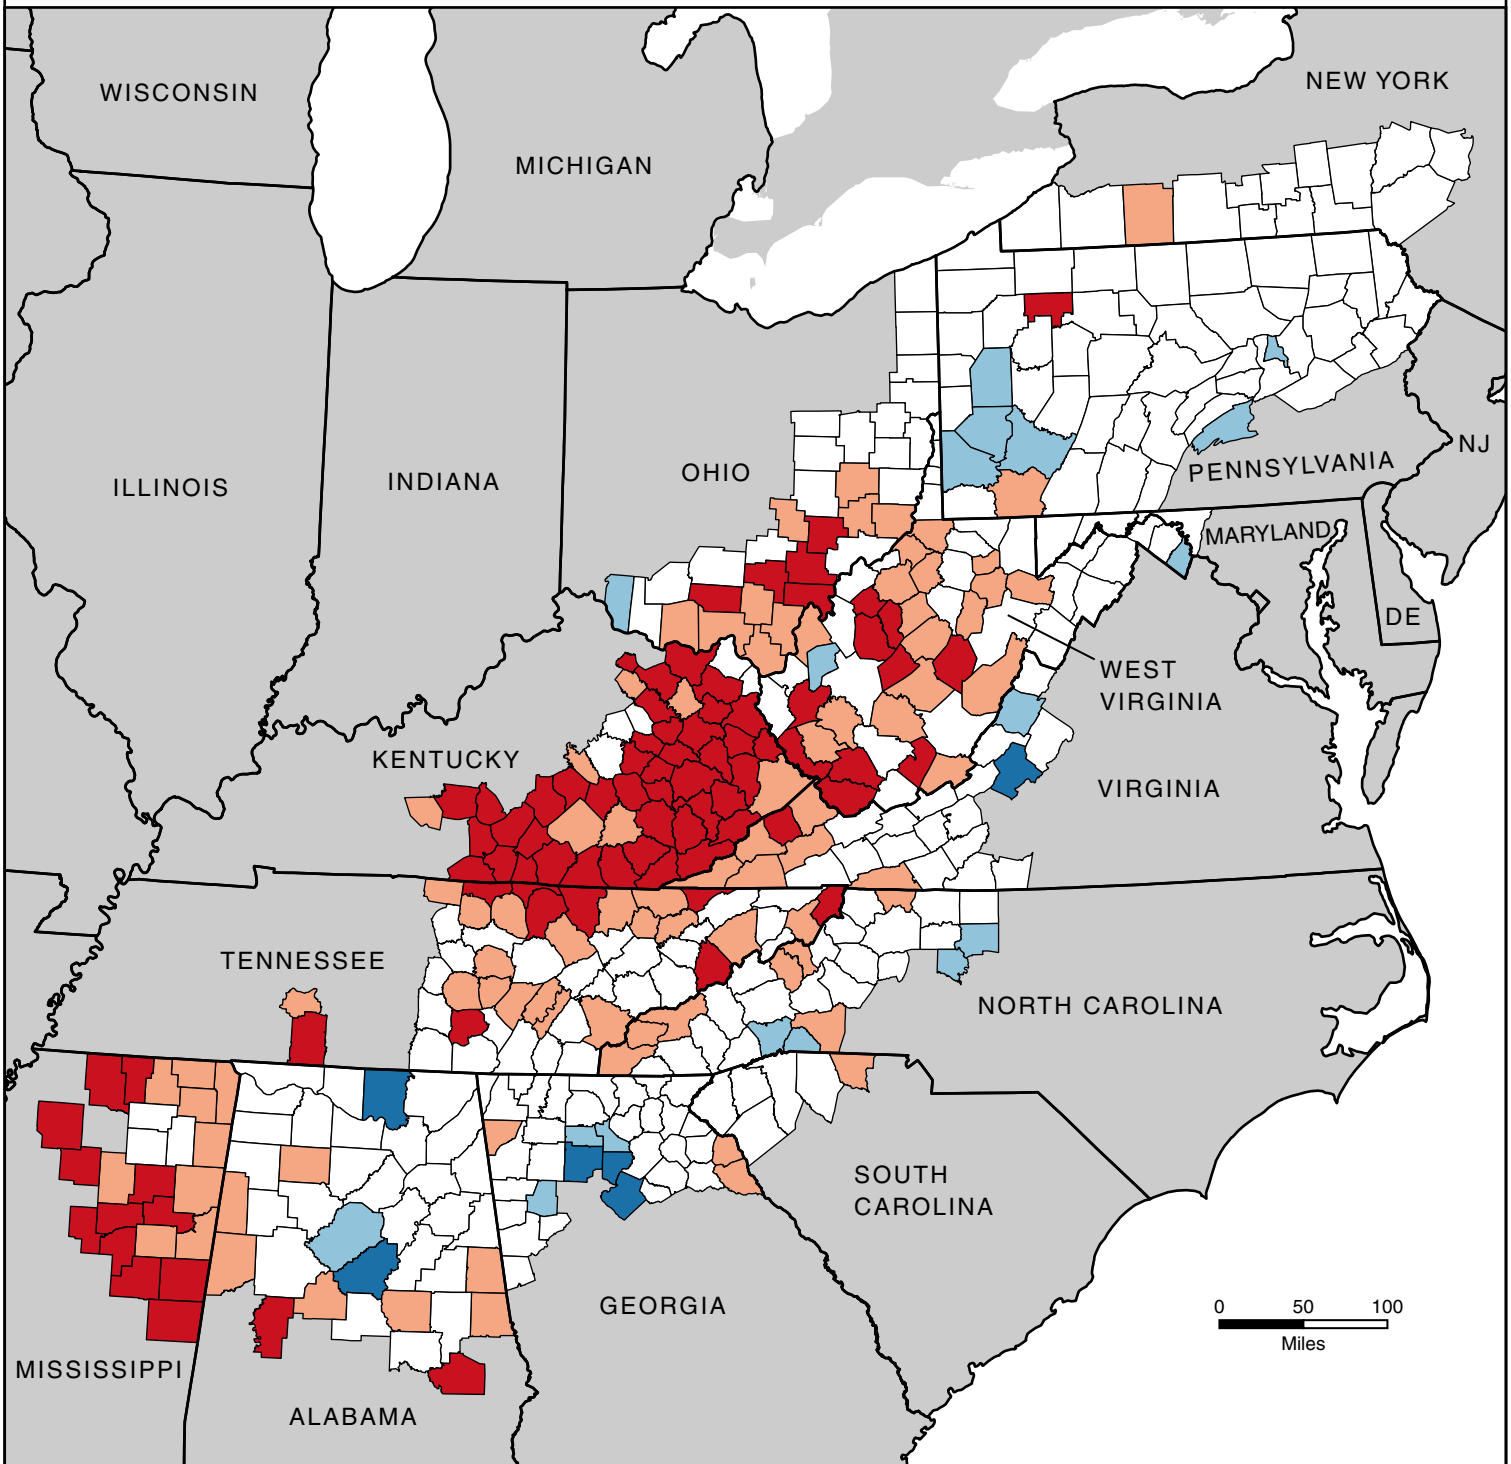 WISCONSIN
NEW YORK
MICHIGAN
NJ
PENNSYLVANIA
OHIO
INDIANA
ILLINOIS
MARYLAND
DE
WEST
VIRGINIA
KENTUCKY
VIRGINIA
TENNESSEE
NORTH CAROLINA
SOUTH
CAROLINA
GEORGIA
0 50 100
Miles
MISSISSIPPI
ALABAMA